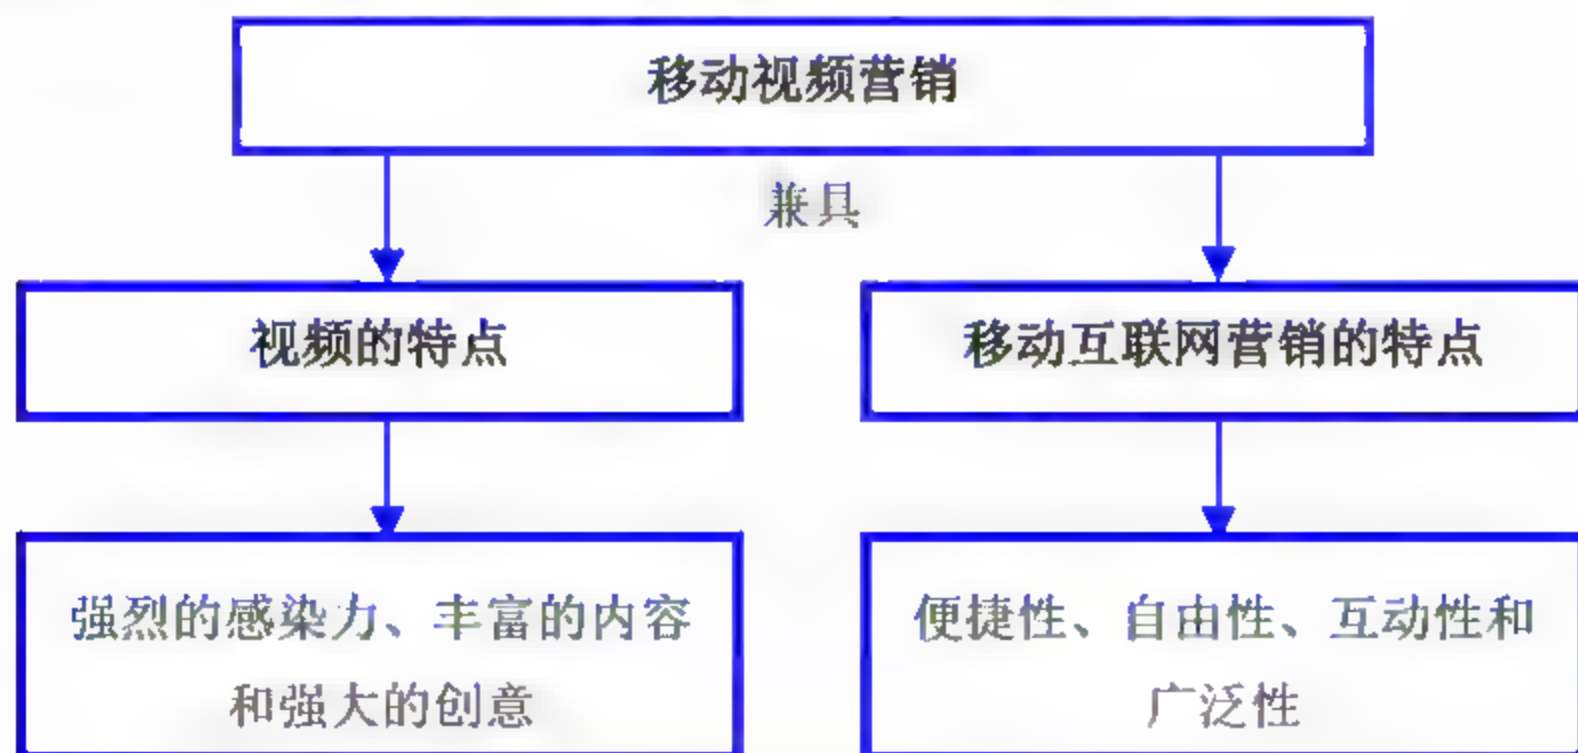 移动视频营销
兼具
视频的特点
移动互联网营销的特点
强烈的感染力、丰富的内容
和强大的创意
便捷性、自由性、互动性和
广泛性